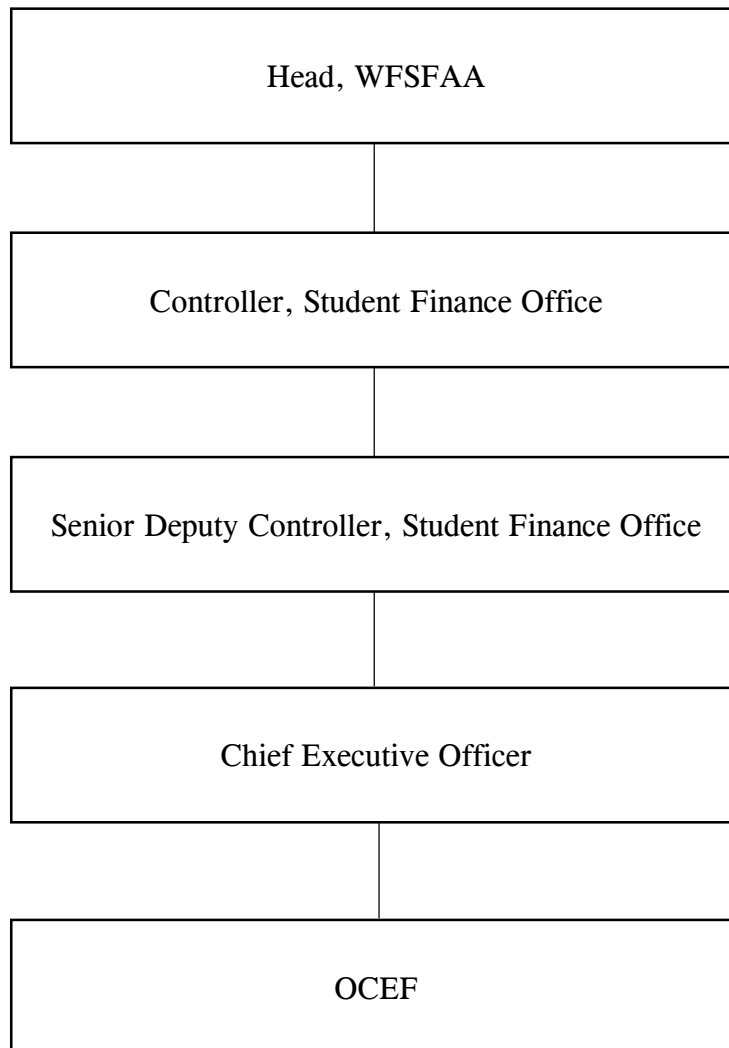 Head, WFSFAA
Controller, Student Finance Office
Senior Deputy Controller, Student Finance Office
Chief Executive Officer
OCEF